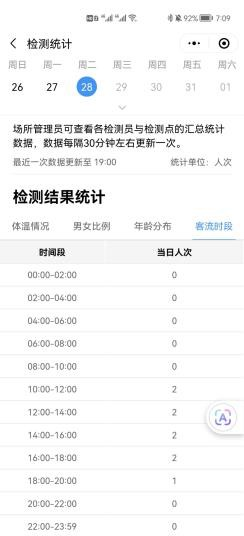 92% 7:09
检测统计
周日 周一 周二 周三 周四 周五 周六
26 27 28 29 30 31 01
场所管理员可查看各检测员与检测点的汇总统计
数据，数据每隔30分钟左右更新一次。
最近一次数据更新至 19:00 统计单位：人次
检测结果统计
体温情况 男女比例 年龄分布 客流时段
时间段 当日人次
00:00-02:00 0
02:00-04:00 0
04:00-06:00 0
06:00-08:00 0
08:00-10:00 0
10:00-12:00 2
12:00-14:00 2
14:00-16:00 2
16:00-18:00 2
18:00-20:00 1
20:00-22:00 0
22:00-23:59 0
A